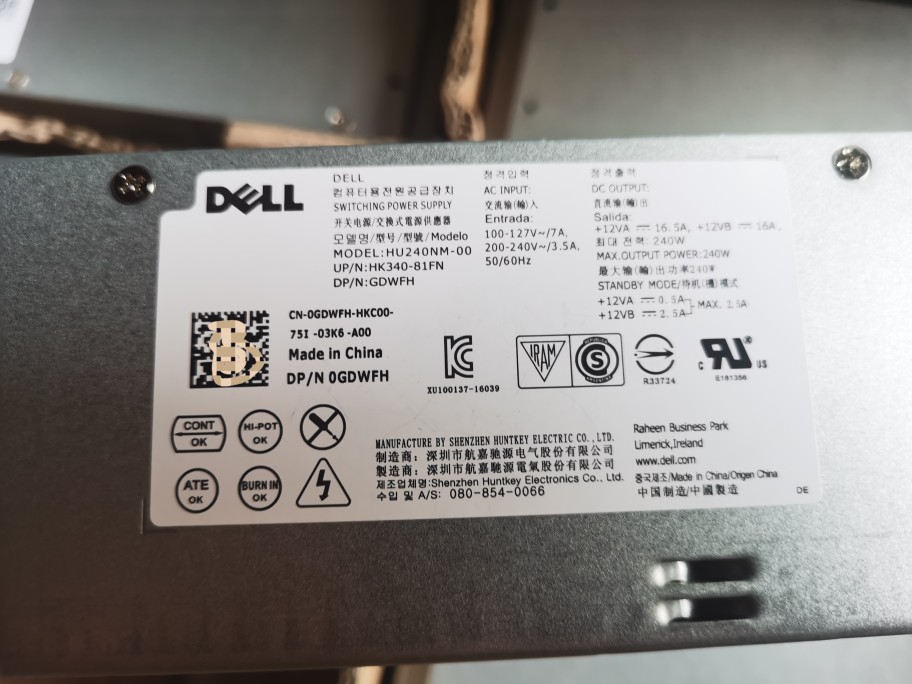 DELL
DELL
컴퓨터용전원공급장치
SWITCHING POWER SUPPLY
开关电源/交換式電源供應器
모델명/型号/型號/Modelo
MODEL:HU240NM-00
UP/N:HK340-81FN
DP/N:GDWFH
정격입력
AC INPUT:
交流输(輸)入
Entrada:
100-127V~/7A,
200-240V~/3.5A,
50/60Hz
정격출력
DC OUTPUT:
直流输(輸)出
Salida:
+12VA ⎓ 16.5A, +12VB ⎓ 16A,
최대 전력: 240W
MAX.OUTPUT POWER:240W
最大输(輸)出功率240W
STANDBY MODE/待机(機)模式
+12VA ⎓ 0.5A
+12VB ⎓ 2.5A
MAX. 2.5A
CN-0GDWFH-HKC00-
75I-03K6-A00
Made in China
DP/N 0GDWFH
KC
XU100137-16039
IRAM
S
ARGENTINA
R33724
c RU ® US
E181356
CONT OK
HI-POT OK
ATE OK
BURN IN OK
MANUFACTURE BY SHENZHEN HUNTKEY ELECTRIC CO., LTD.
制造商: 深圳市航嘉驰源电气股份有限公司
製造商: 深圳市航嘉馳源電氣股份有限公司
제조업체명:Shenzhen Huntkey Electronics Co., Ltd.
수입 및 A/S: 080-854-0066
Raheen Business Park
Limerick,Ireland
www.dell.com
중국제조/Made in China/Origen China
中国制造/中國製造
DE